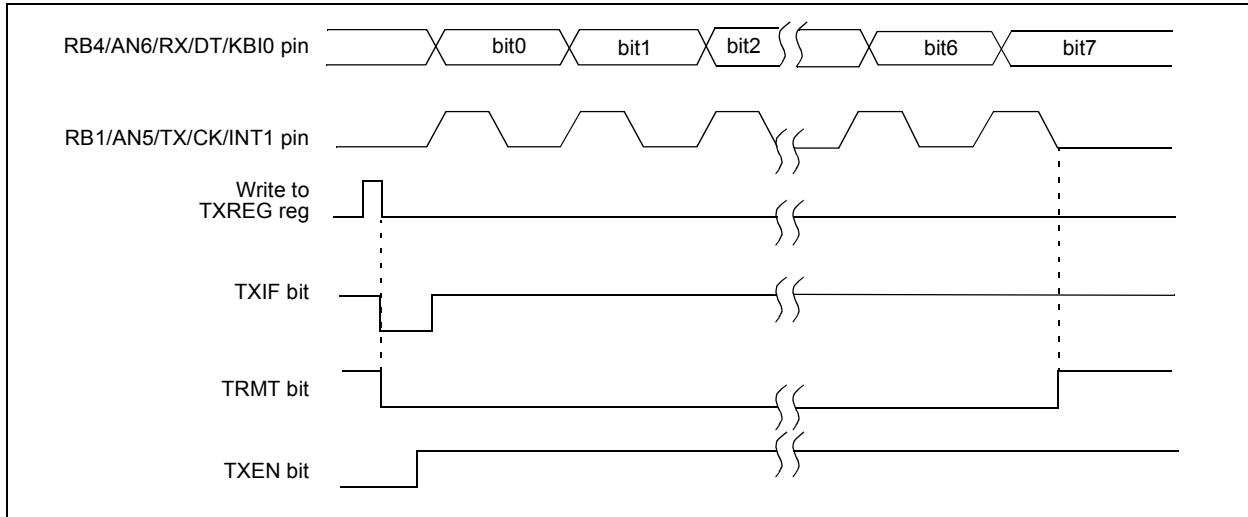 RB4/AN6/RX/DT/KBI0 pin
bit0 bit1 bit2 bit6 bit7
RB1/AN5/TX/CK/INT1 pin
Write to
TXREG reg
TXIF bit
TRMT bit
TXEN bit